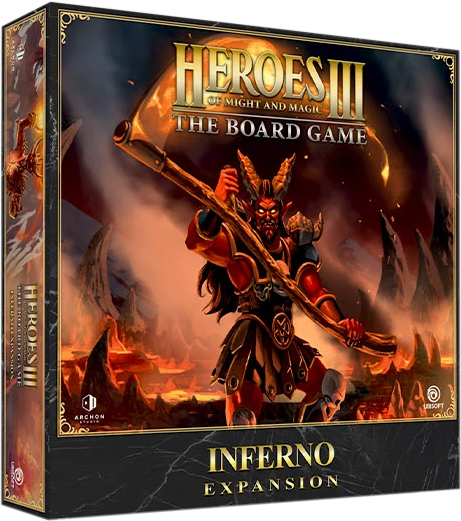 HEROES III
OF MIGHT AND MAGIC
THE BOARD GAME
ARCHON
STUDIO
UBISOFT
INFERNO
EXPANSION
HEROES III
THE BOARD GAME
INFERNO EXPANSION
UBISOFT